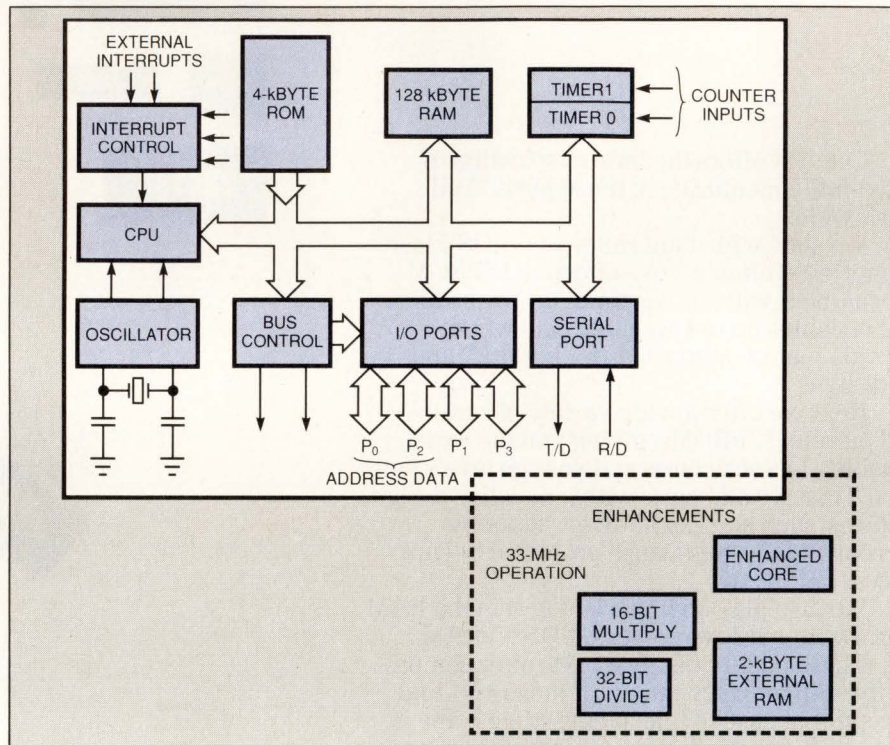 EXTERNAL
INTERRUPTS
4-kBYTE
ROM
128 kBYTE
RAM
TIMER1
TIMER 0
COUNTER
INPUTS
INTERRUPT
CONTROL
CPU
OSCILLATOR
BUS
CONTROL
I/O PORTS
SERIAL
PORT
P0 P2 P1 P3
T/D R/D
ADDRESS DATA
ENHANCEMENTS
33-MHz
OPERATION
ENHANCED
CORE
16-BIT
MULTIPLY
32-BIT
DIVIDE
2-kBYTE
EXTERNAL
RAM